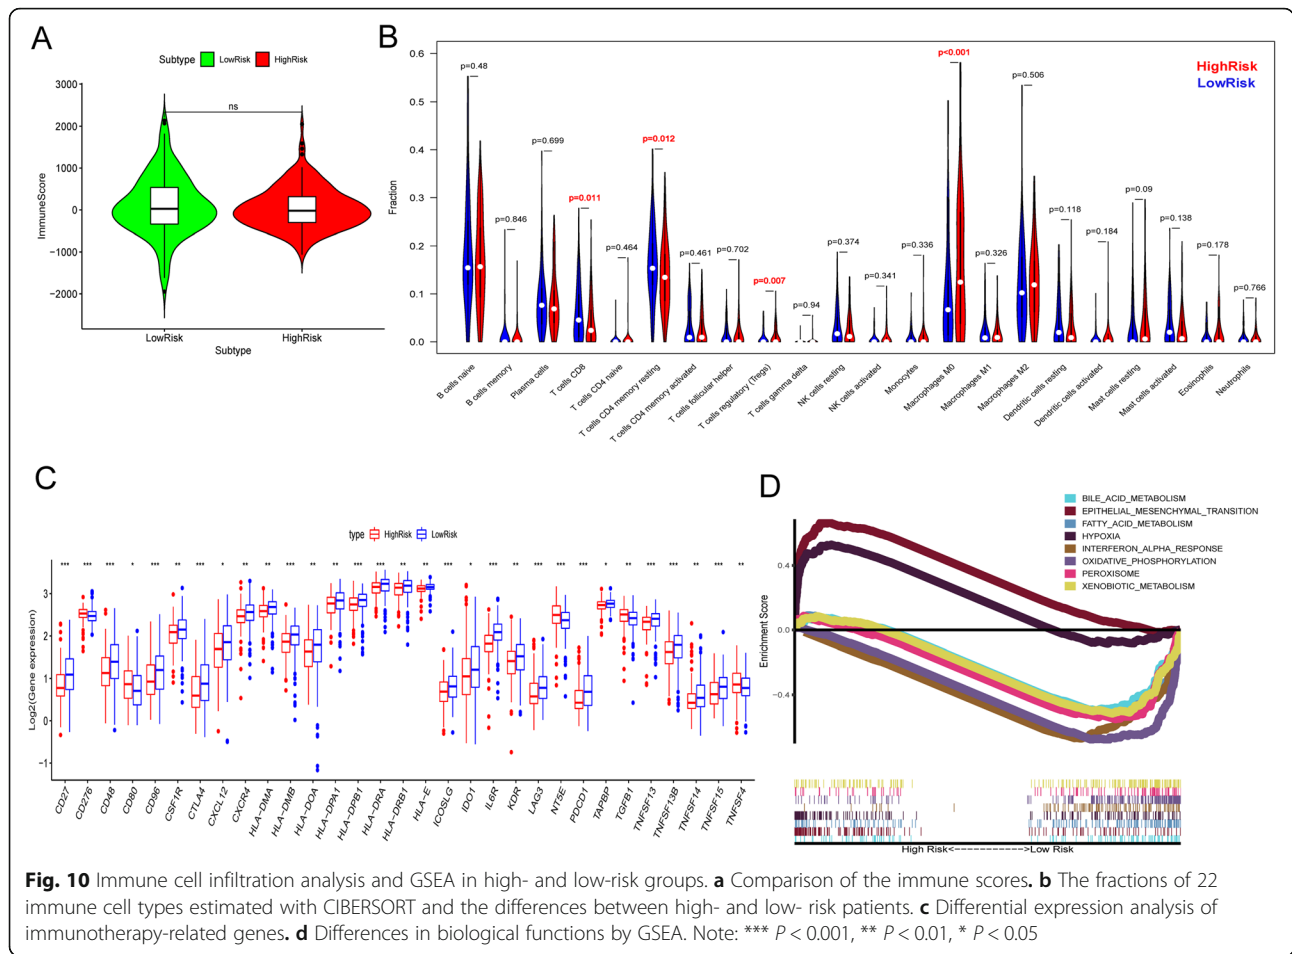 A
Subtype LowRisk HighRisk
3000
2000
1000
0
−1000
−2000
ImmuneScore
ns
LowRisk HighRisk
Subtype
B
0.6
0.5
0.4
0.3
0.2
0.1
0.0
Fraction
HighRisk
LowRisk
p=0.48
p=0.846
p=0.699
p=0.011
p=0.464
p=0.012
p=0.461
p=0.702
p=0.007
p=0.94
p=0.374
p=0.341
p=0.336
p<0.001
p=0.326
p=0.506
p=0.118
p=0.184
p=0.09
p=0.138
p=0.178
p=0.766
B cells naive
B cells memory
Plasma cells
T cells CD8
T cells CD4 naive
T cells CD4 memory resting
T cells CD4 memory activated
T cells follicular helper
T cells regulatory (Tregs)
T cells gamma delta
NK cells resting
NK cells activated
Monocytes
Macrophages M0
Macrophages M1
Macrophages M2
Dendritic cells resting
Dendritic cells activated
Mast cells resting
Mast cells activated
Eosinophils
Neutrophils
C
type HighRisk LowRisk
*** *** *** * *** ** *** * ** ** *** ** ** *** *** ** ** *** * *** ** *** *** *** * ** *** *** ** *** **
3
2
1
0
−1
Log2(Gene expression)
CD27
CD276
CD48
CD80
CD96
CSF1R
CTLA4
CXCL12
CXCR4
HLA−DMA
HLA−DMB
HLA−DOA
HLA−DPA1
HLA−DPB1
HLA−DRA
HLA−DRB1
HLA−E
ICOSLG
IDO1
IL6R
KDR
LAG3
NT5E
PDCD1
TAPBP
TGFB1
TNFSF13
TNFSF13B
TNFSF14
TNFSF15
TNFSF4
D
BILE_ACID_METABOLISM
EPITHELIAL_MESENCHYMAL_TRANSITION
FATTY_ACID_METABOLISM
HYPOXIA
INTERFERON_ALPHA_RESPONSE
OXIDATIVE_PHOSPHORYLATION
PEROXISOME
XENOBIOTIC_METABOLISM
0.4
0.0
−0.4
Enrichment Score
High Risk<------------->Low Risk
Fig. 10 Immune cell infiltration analysis and GSEA in high- and low-risk groups. a Comparison of the immune scores. b The fractions of 22
immune cell types estimated with CIBERSORT and the differences between high- and low- risk patients. c Differential expression analysis of
immunotherapy-related genes. d Differences in biological functions by GSEA. Note: *** P < 0.001, ** P < 0.01, * P < 0.05